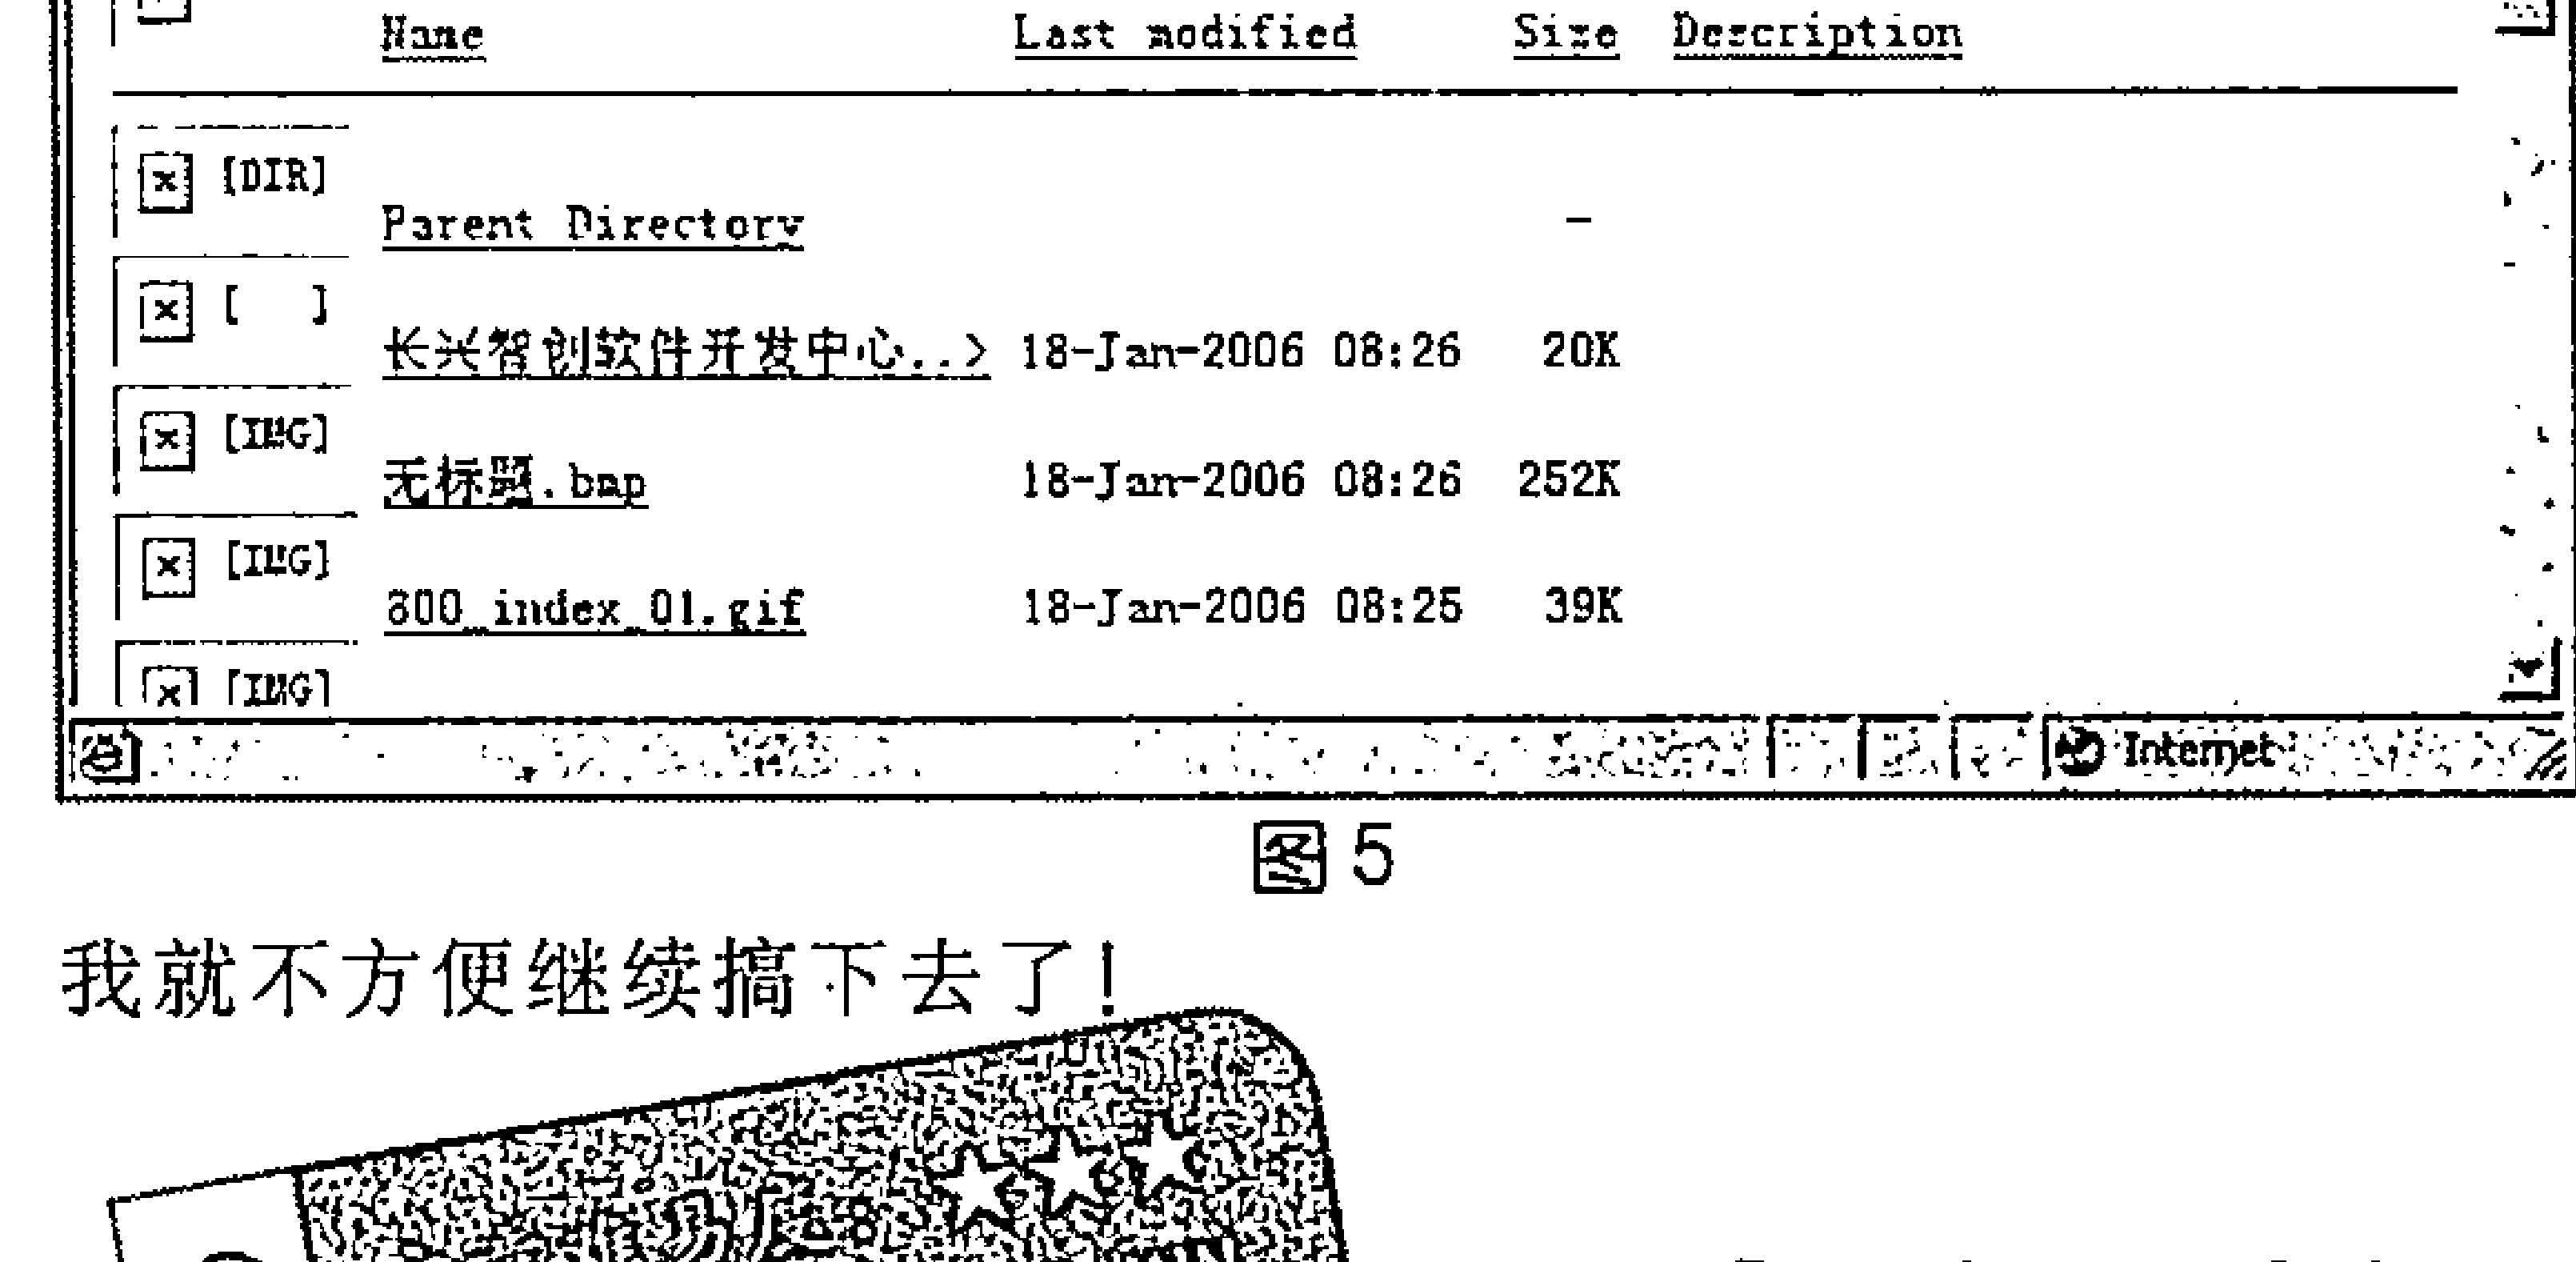 Name Last modified Size Description
[DIR]
Parent Directory -
[ ]
长兴智创软件开发中心..> 18-Jan-2006 08:26 20K
[IMG]
无标题.bmp 18-Jan-2006 08:26 252K
[IMG]
800_index_01.gif 18-Jan-2006 08:25 39K
[IMG]
Internet
图5
我就不方便继续搞下去了!